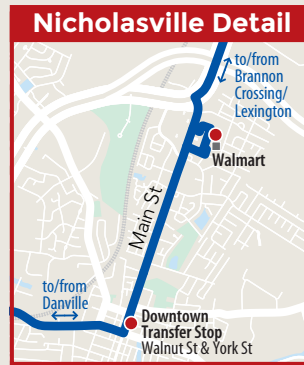 Nicholasville Detail
to/from
Brannon
Crossing/
Lexington
Walmart
Main St
to/from
Danville
Downtown
Transfer Stop
Walnut St & York St